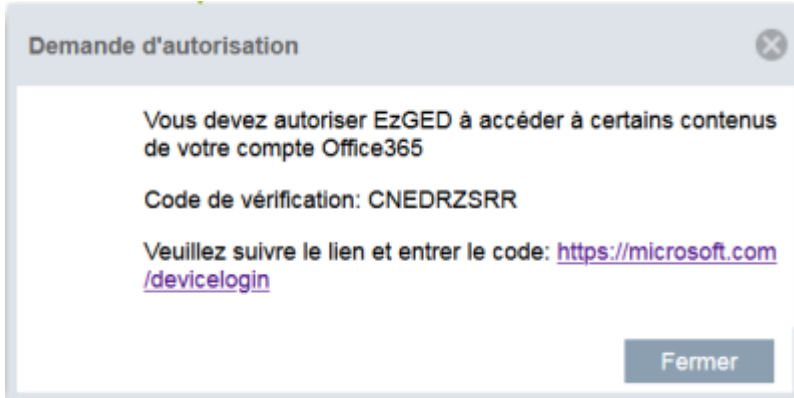 Demande d'autorisation
Vous devez autoriser EzGED à accéder à certains contenus
de votre compte Office365
Code de vérification: CNEDRZSRR
Veuillez suivre le lien et entrer le code: https://microsoft.com
/devicelogin
Fermer